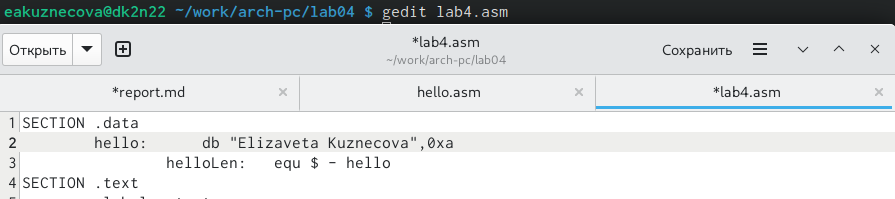 eakuznecova@dk2n22 ~/work/arch-pc/lab04 $ gedit lab4.asm
Открыть *lab4.asm Сохранить
~/work/arch-pc/lab04
*report.md hello.asm *lab4.asm
1 SECTION .data
2 hello: db "Elizaveta Kuznecova",0xa
3 helloLen: equ $ - hello
4 SECTION .text